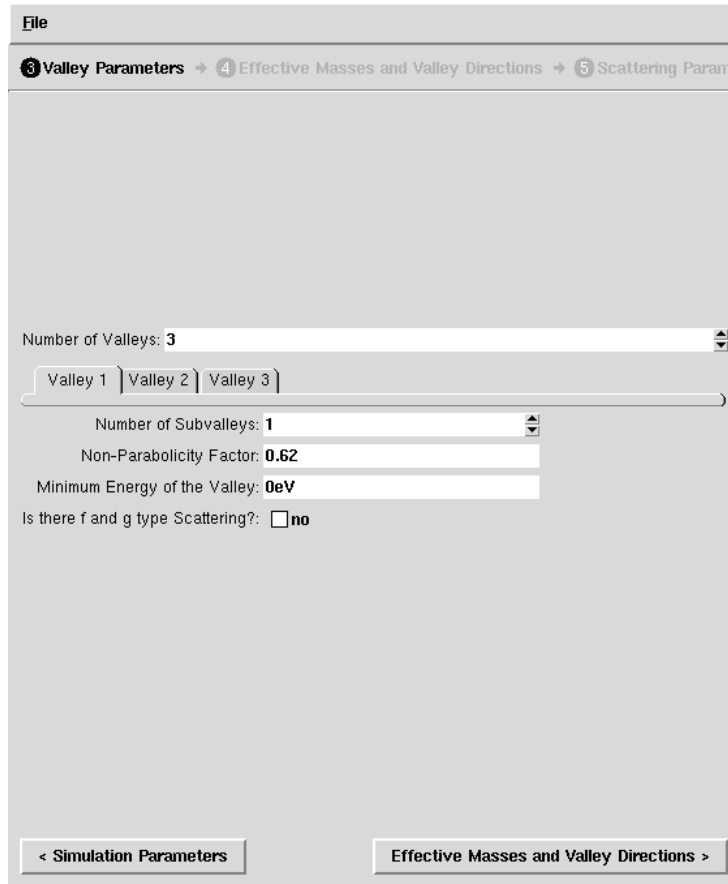 File
3 Valley Parameters → 4 Effective Masses and Valley Directions → 5 Scattering
Number of Valleys: 3
Valley 1 Valley 2 Valley 3
Number of Subvalleys: 1
Non-Parabolicity Factor: 0.62
Minimum Energy of the Valley: 0eV
Is there f and g type Scattering?: no
< Simulation Parameters Effective Masses and Valley Directions >